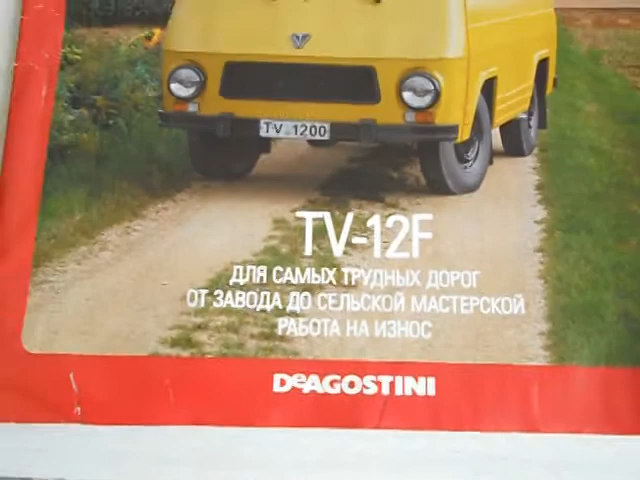 TV 1200
TV-12F
ДЛЯ САМЫХ ТРУДНЫХ ДОРОГ
ОТ ЗАВОДА ДО СЕЛЬСКОЙ МАСТЕРСКОЙ
РАБОТА НА ИЗНОС
DeAGOSTINI